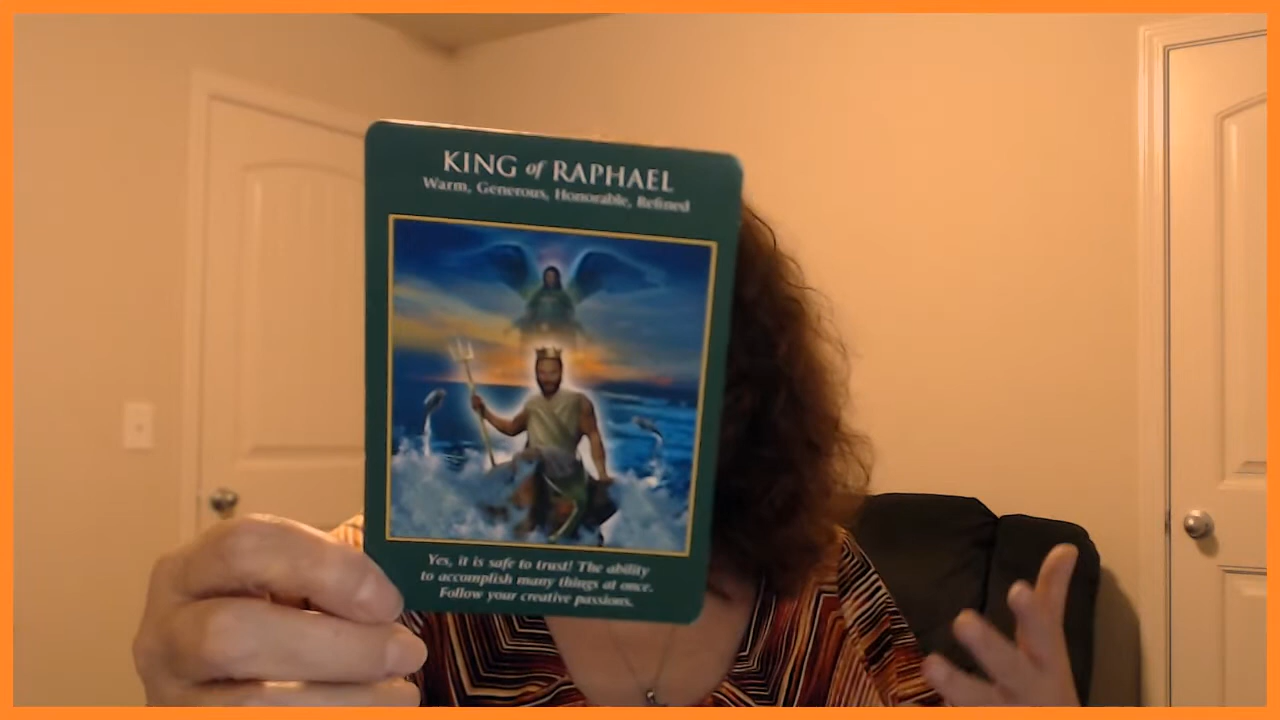 KING of RAPHAEL
Warm, Generous, Honorable, Refined
Yes, it is safe to trust! The ability
to accomplish many things at once.
Follow your creative passions.